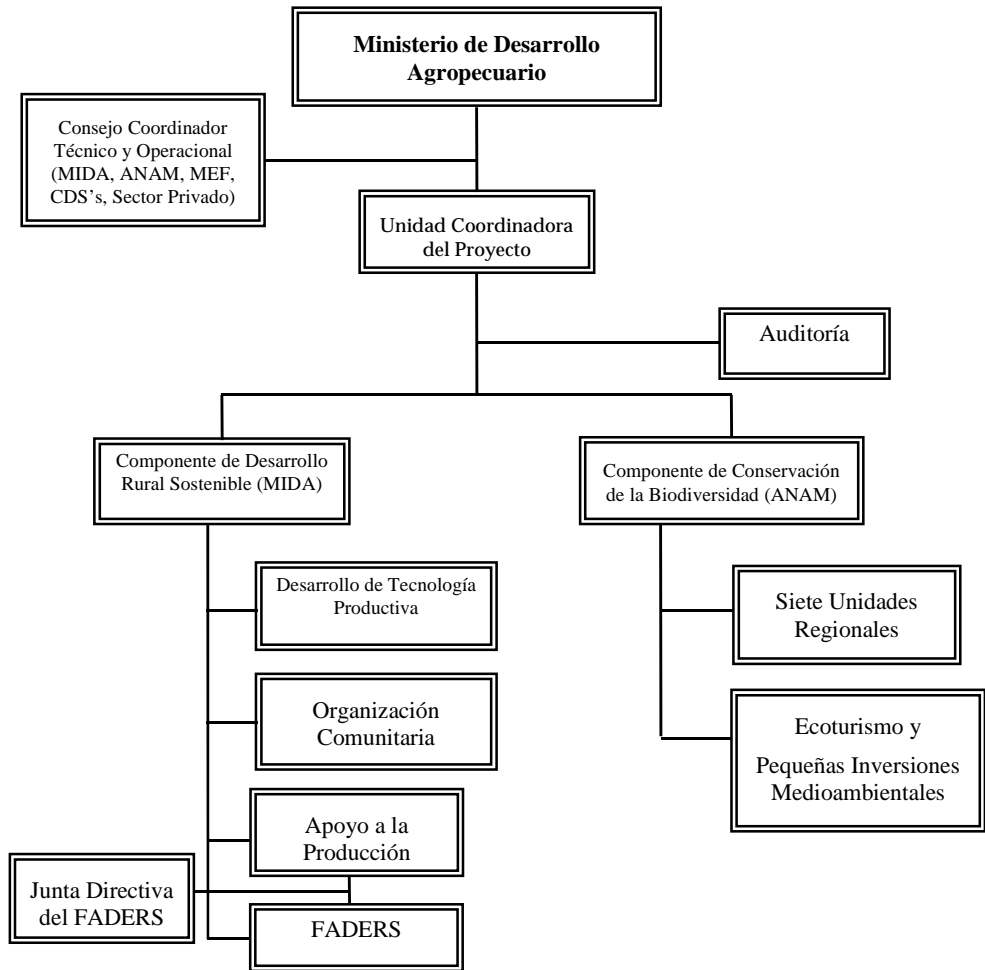 Ministerio de Desarrollo
Agropecuario
Consejo Coordinador
Técnico y Operacional
(MIDA, ANAM, MEF,
CDS's, Sector Privado)
Unidad Coordinadora
del Proyecto
Auditoría
Componente de Desarrollo
Rural Sostenible (MIDA)
Componente de Conservación
de la Biodiversidad (ANAM)
Desarrollo de Tecnología
Productiva
Siete Unidades
Regionales
Organización
Comunitaria
Ecoturismo y
Pequeñas Inversiones
Medioambientales
Apoyo a la
Producción
Junta Directiva
del FADERS
FADERS